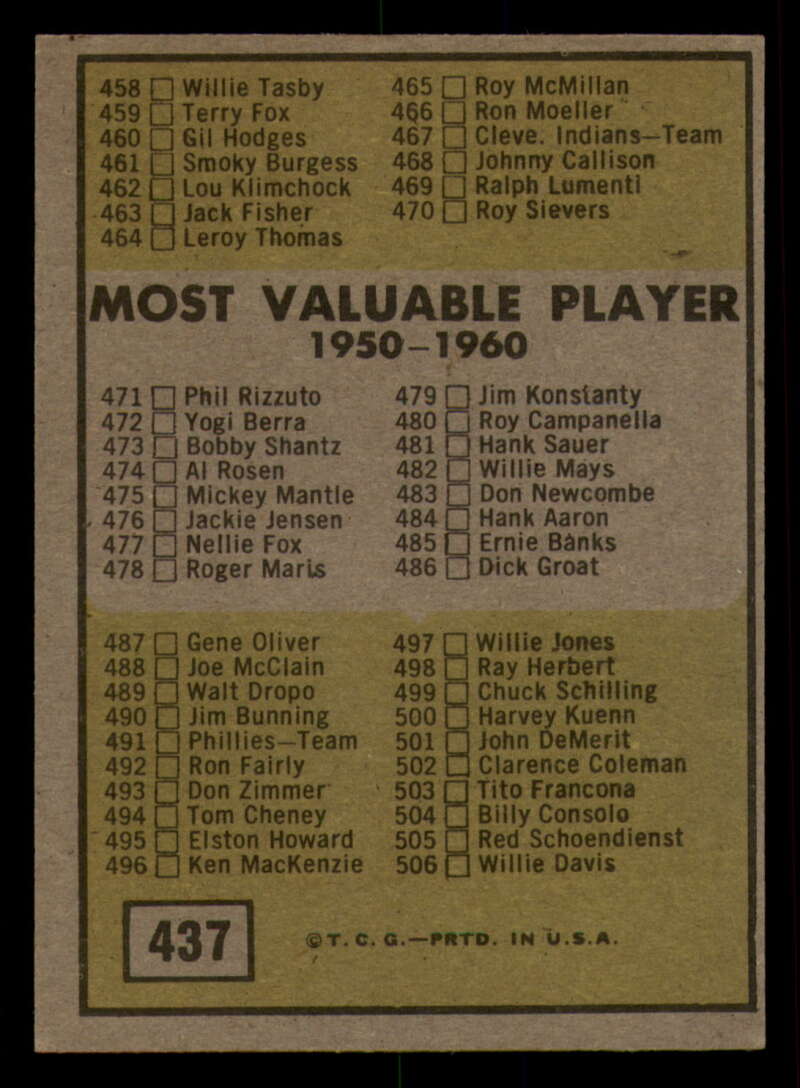 458 Willie Tasby
459 Terry Fox
460 Gil Hodges
461 Smoky Burgess
462 Lou Klimchock
463 Jack Fisher
464 Leroy Thomas
465 Roy McMillan
466 Ron Moeller
467 Cleve. Indians—Team
468 Johnny Callison
469 Ralph Lumenti
470 Roy Sievers
MOST VALUABLE PLAYER
1950–1960
471 Phil Rizzuto
472 Yogi Berra
473 Bobby Shantz
474 Al Rosen
475 Mickey Mantle
476 Jackie Jensen
477 Nellie Fox
478 Roger Maris
479 Jim Konstanty
480 Roy Campanella
481 Hank Sauer
482 Willie Mays
483 Don Newcombe
484 Hank Aaron
485 Ernie Banks
486 Dick Groat
487 Gene Oliver
488 Joe McClain
489 Walt Dropo
490 Jim Bunning
491 Phillies—Team
492 Ron Fairly
493 Don Zimmer
494 Tom Cheney
495 Elston Howard
496 Ken MacKenzie
497 Willie Jones
498 Ray Herbert
499 Chuck Schilling
500 Harvey Kuenn
501 John DeMerit
502 Clarence Coleman
503 Tito Francona
504 Billy Consolo
505 Red Schoendienst
506 Willie Davis
437
©T. C. G.—PRTD. IN U.S.A.